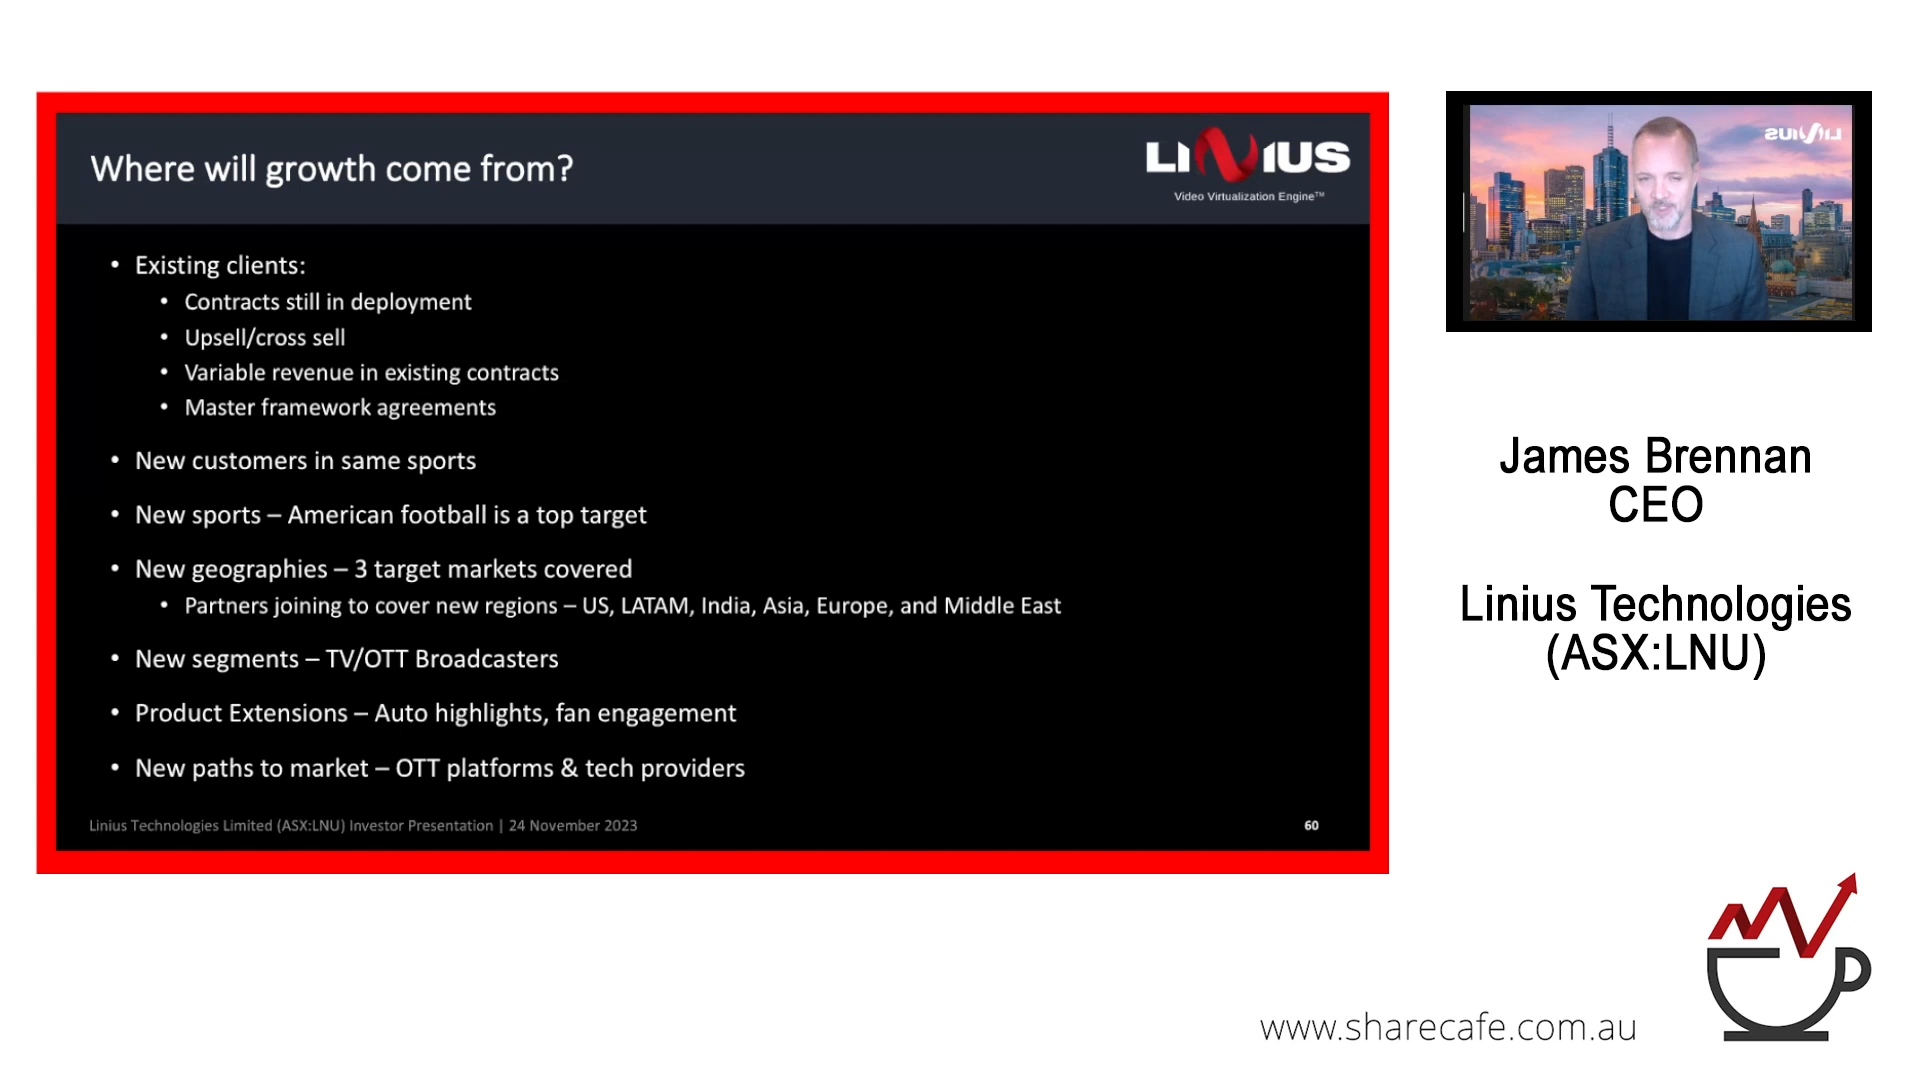 Where will growth come from?
LINIUS
Video Virtualization Engine™
• Existing clients:
• Contracts still in deployment
• Upsell/cross sell
• Variable revenue in existing contracts
• Master framework agreements
• New customers in same sports
• New sports – American football is a top target
• New geographies – 3 target markets covered
• Partners joining to cover new regions – US, LATAM, India, Asia, Europe, and Middle East
• New segments – TV/OTT Broadcasters
• Product Extensions – Auto highlights, fan engagement
• New paths to market – OTT platforms & tech providers
Linius Technologies Limited (ASX:LNU) Investor Presentation | 24 November 2023
60
LINIUS
James Brennan
CEO
Linius Technologies
(ASX:LNU)
www.sharecafe.com.au